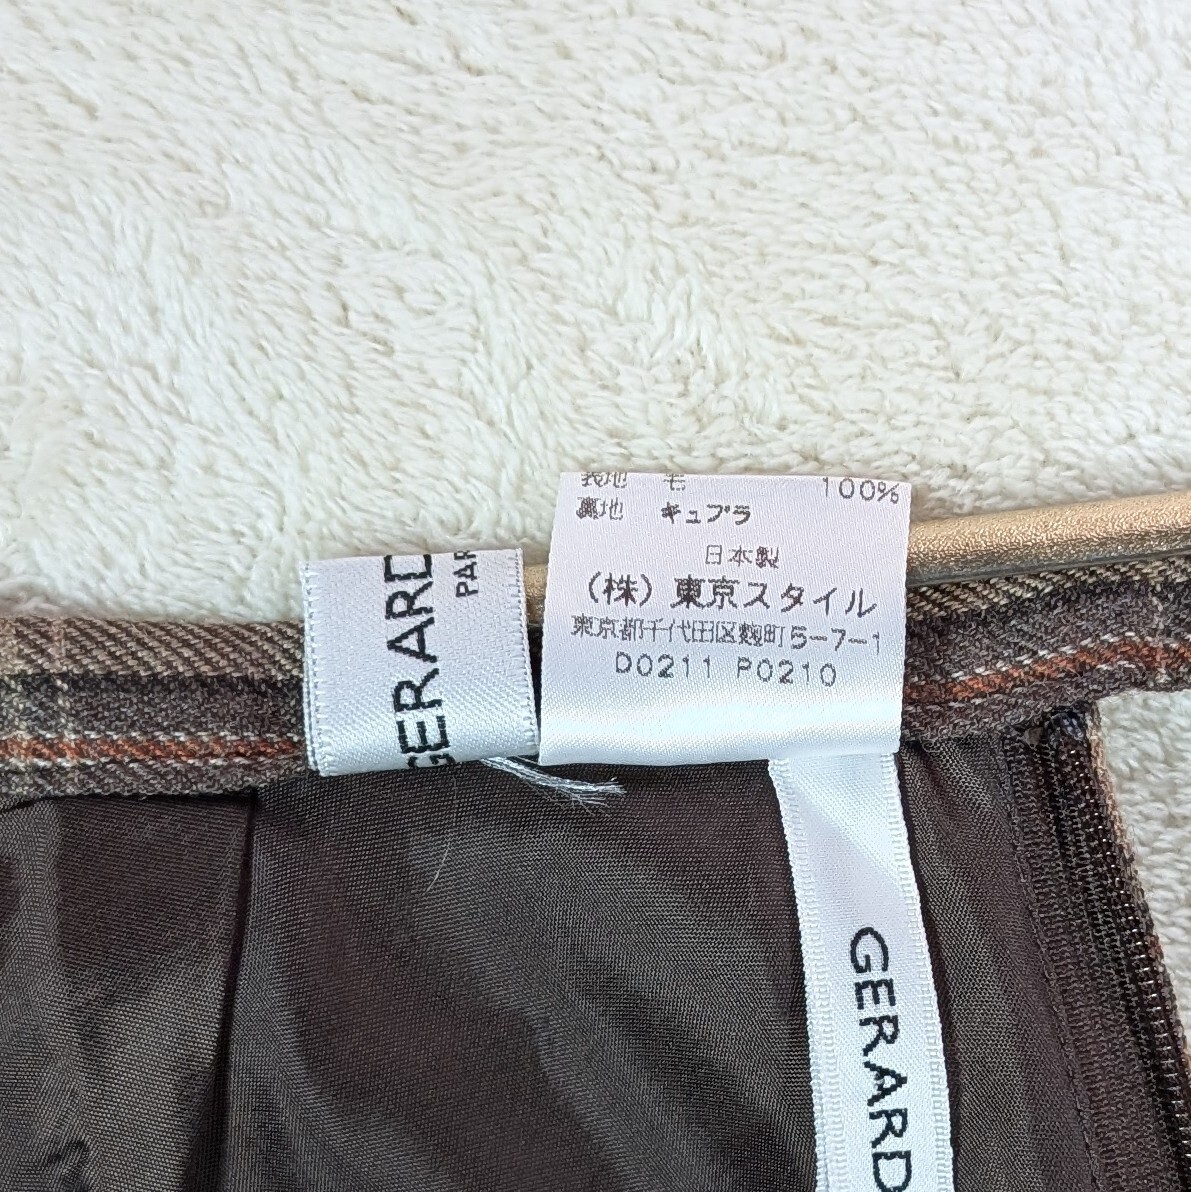 表地 毛 100%
裏地 キュプラ
日本製
(株)東京スタイル
東京都千代田区麹町5-7-1
D0211 P0210
GERARD
PAR
GERARD